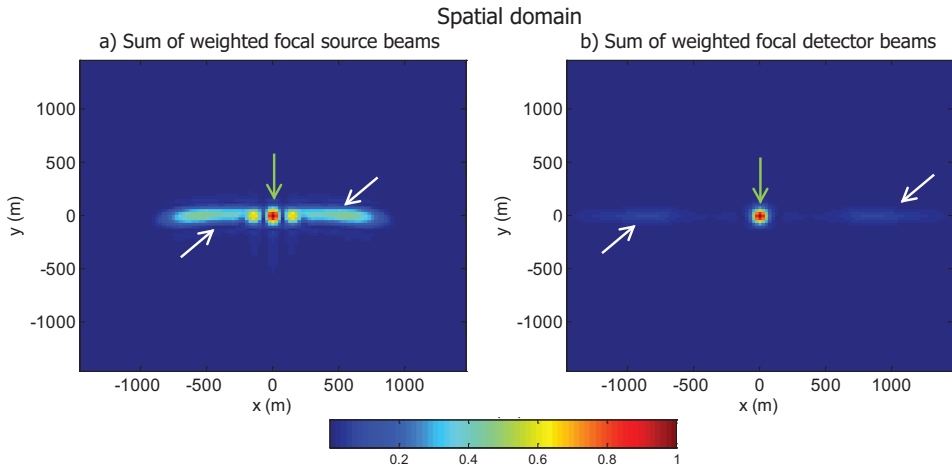 Spatial domain
a) Sum of weighted focal source beams
b) Sum of weighted focal detector beams
1000
500
0
-500
-1000
y (m)
-1000 -500 0 500 1000
x (m)
1000
500
0
-500
-1000
y (m)
-1000 -500 0 500 1000
x (m)
0.2 0.4 0.6 0.8 1